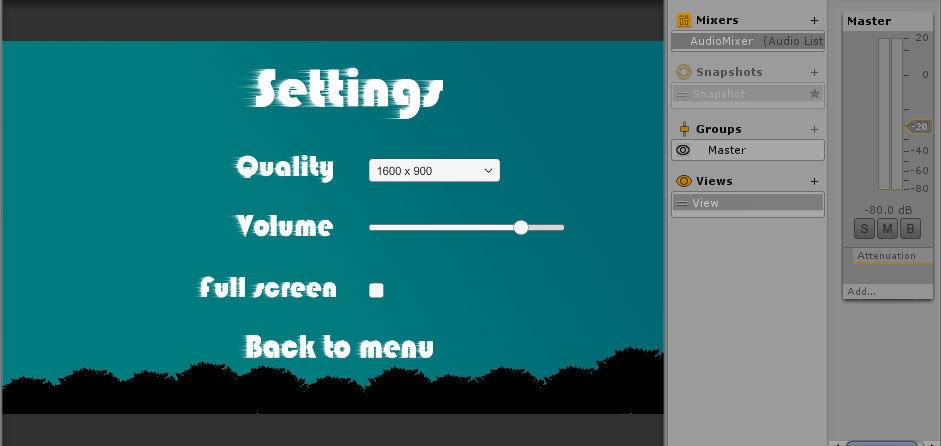 Settings
Quality
1600 x 900
Volume
Full screen
Back to menu
Mixers +
AudioMixer (Audio List
Snapshots +
Snapshot
Groups +
Master
Views +
View
Master
20
0
-20
-40
-60
-80
-80.0 dB
S M B
Attenuation
Add...